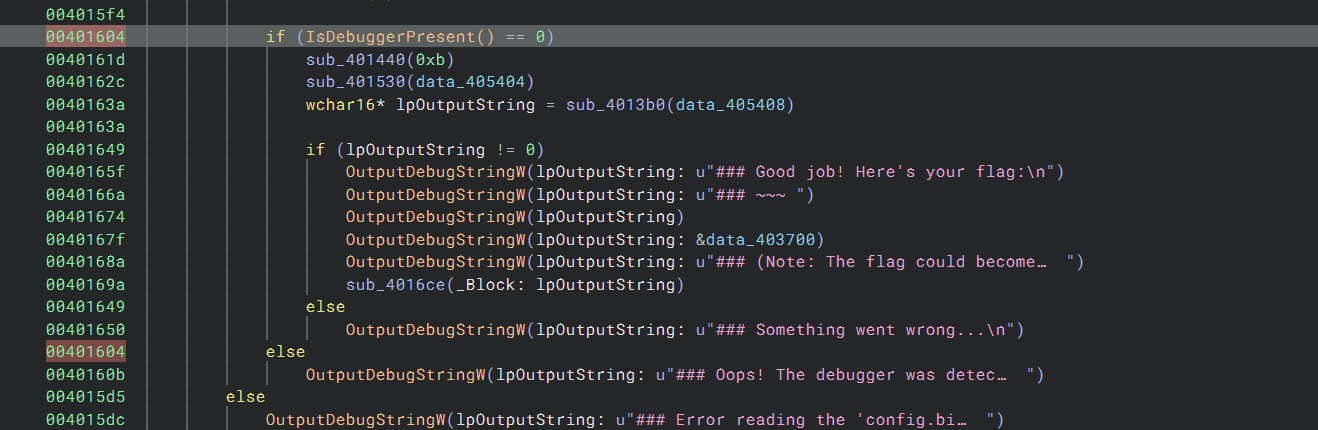 004015f4
00401604 if (IsDebuggerPresent() == 0)
0040161d sub_401440(0xb)
0040162c sub_401530(data_405404)
0040163a wchar16* lpOutputString = sub_4013b0(data_405408)
0040163a
00401649 if (lpOutputString != 0)
0040165f OutputDebugStringW(lpOutputString: u"### Good job! Here's your flag:\n")
0040166a OutputDebugStringW(lpOutputString: u"### ~~~ ")
00401674 OutputDebugStringW(lpOutputString)
0040167f OutputDebugStringW(lpOutputString: &data_403700)
0040168a OutputDebugStringW(lpOutputString: u"### (Note: The flag could become… ")
0040169a sub_4016ce(_Block: lpOutputString)
00401649 else
00401650 OutputDebugStringW(lpOutputString: u"### Something went wrong...\n")
00401604 else
0040160b OutputDebugStringW(lpOutputString: u"### Oops! The debugger was detec… ")
004015d5 else
004015dc OutputDebugStringW(lpOutputString: u"### Error reading the 'config.bi… ")